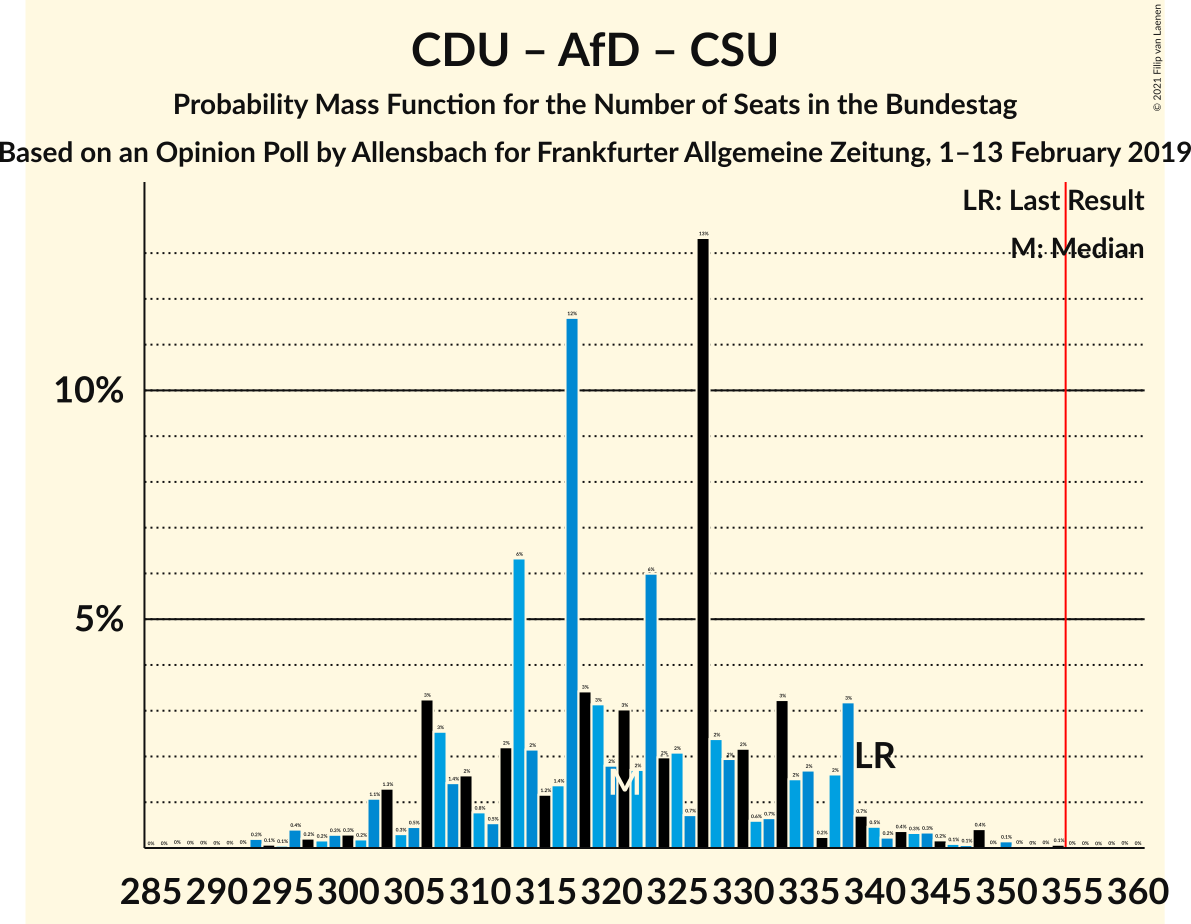 CDU – AfD – CSU
Probability Mass Function for the Number of Seats in the Bundestag
Based on an Opinion Poll by Allensbach for Frankfurter Allgemeine Zeitung, 1–13 February 2019
© 2021 Filip van Laenen
LR: Last Result
M: Median
10%
5%
M
LR
285 290 295 300 305 310 315 320 325 330 335 340 345 350 355 360